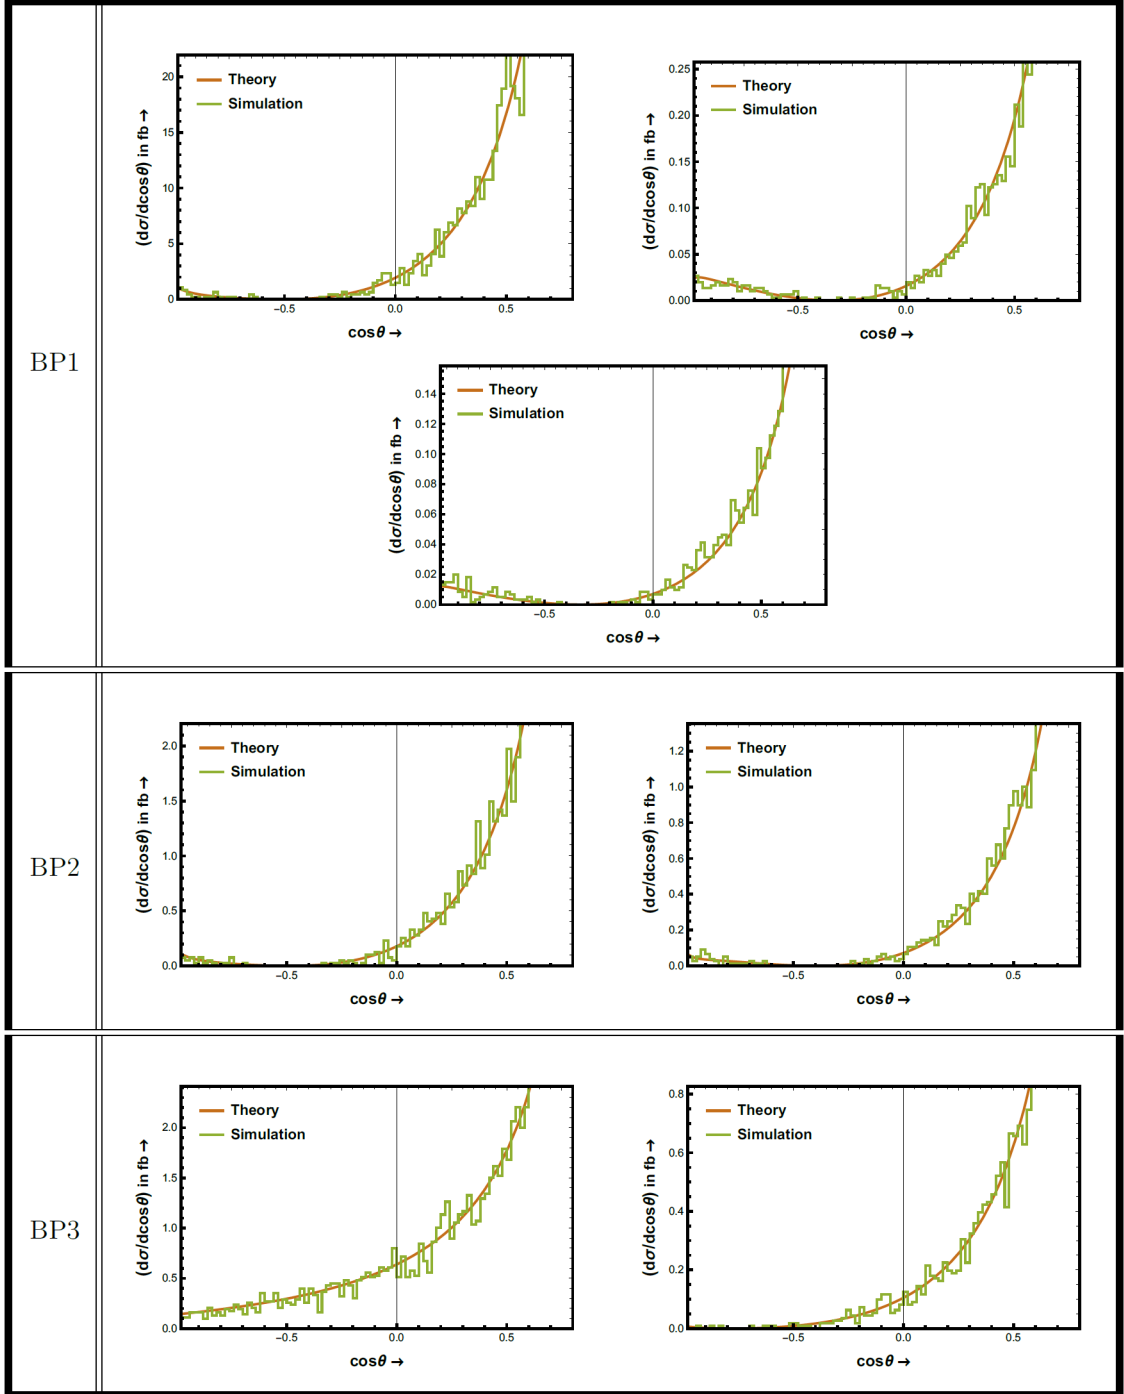 BP1
Theory
Simulation
(dσ/dcosθ) in fb →
20
15
10
5
0
−0.5
0.0
0.5
cosθ →
Theory
Simulation
(dσ/dcosθ) in fb →
0.25
0.20
0.15
0.10
0.05
0.00
−0.5
0.0
0.5
cosθ →
Theory
Simulation
(dσ/dcosθ) in fb →
0.14
0.12
0.10
0.08
0.06
0.04
0.02
0.00
−0.5
0.0
0.5
cosθ →
BP2
Theory
Simulation
(dσ/dcosθ) in fb →
2.0
1.5
1.0
0.5
0.0
−0.5
0.0
0.5
cosθ →
Theory
Simulation
(dσ/dcosθ) in fb →
1.2
1.0
0.8
0.6
0.4
0.2
0.0
−0.5
0.0
0.5
cosθ →
BP3
Theory
Simulation
(dσ/dcosθ) in fb →
2.0
1.5
1.0
0.5
0.0
−0.5
0.0
0.5
cosθ →
Theory
Simulation
(dσ/dcosθ) in fb →
0.8
0.6
0.4
0.2
0.0
−0.5
0.0
0.5
cosθ →